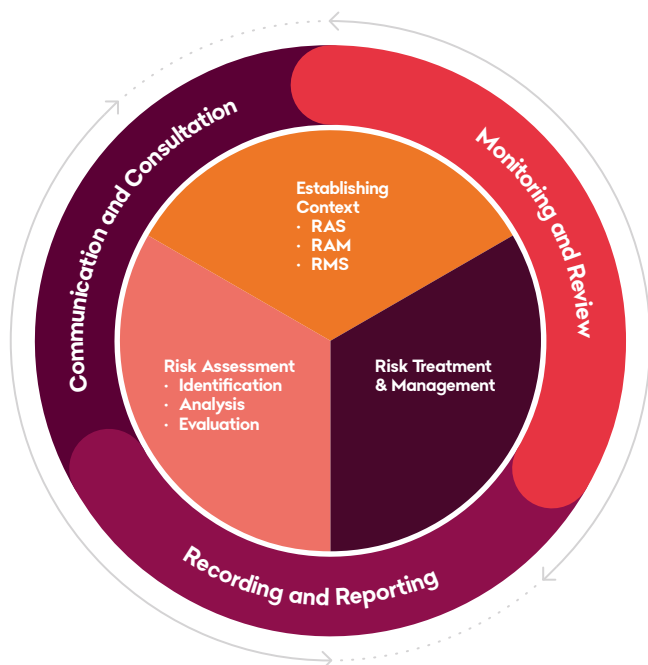 Communication and Consultation
Monitoring and Review
Establishing
Context
· RAS
· RAM
· RMS
Risk Assessment
· Identification
· Analysis
· Evaluation
Risk Treatment
& Management
Recording and Reporting